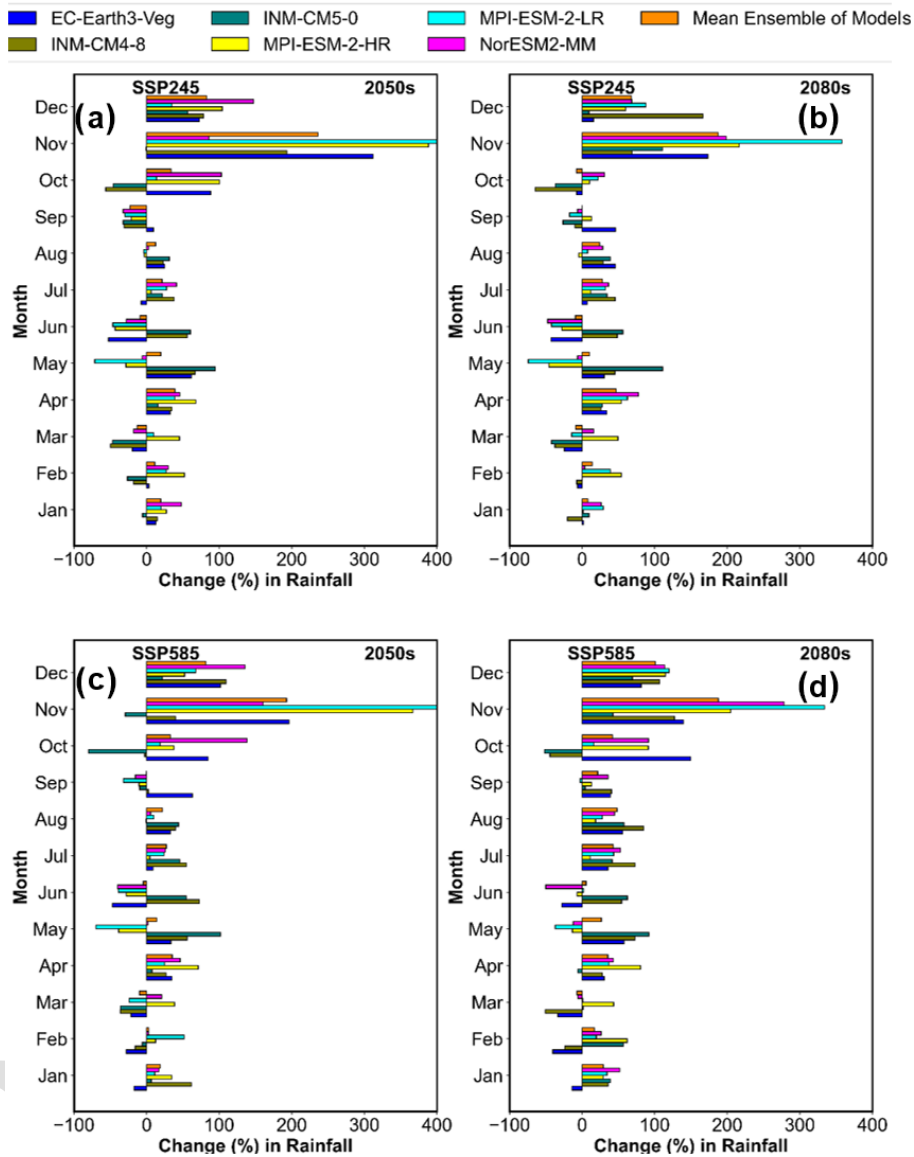 EC-Earth3-Veg INM-CM5-0 MPI-ESM-2-LR Mean Ensemble of Models
INM-CM4-8 MPI-ESM-2-HR NorESM2-MM
(a) SSP245 2050s
Dec
Nov
Oct
Sep
Aug
Jul
Jun
May
Apr
Mar
Feb
Jan
Month
−100 0 100 200 300 400
Change (%) in Rainfall
SSP245 2080s (b)
Dec
Nov
Oct
Sep
Aug
Jul
Jun
May
Apr
Mar
Feb
Jan
Month
−100 0 100 200 300 400
Change (%) in Rainfall
(c) SSP585 2050s
Dec
Nov
Oct
Sep
Aug
Jul
Jun
May
Apr
Mar
Feb
Jan
Month
−100 0 100 200 300 400
Change (%) in Rainfall
SSP585 2080s (d)
Dec
Nov
Oct
Sep
Aug
Jul
Jun
May
Apr
Mar
Feb
Jan
Month
−100 0 100 200 300 400
Change (%) in Rainfall